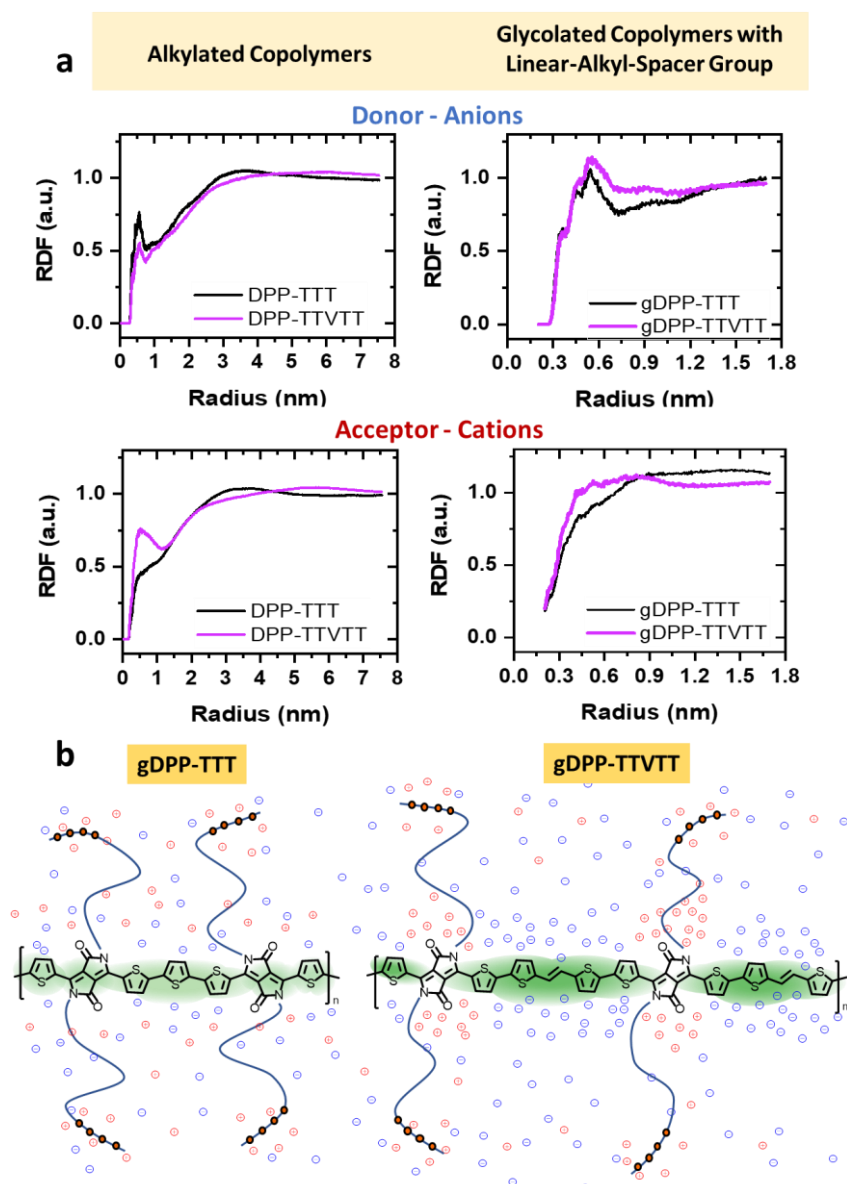 a
Alkylated Copolymers
Glycolated Copolymers with
Linear-Alkyl-Spacer Group
Donor - Anions
RDF (a.u.)
1.0
0.5
0.0
DPP-TTT
DPP-TTVTT
0 1 2 3 4 5 6 7 8
Radius (nm)
RDF (a.u.)
1.0
0.5
0.0
gDPP-TTT
gDPP-TTVTT
0.0 0.3 0.6 0.9 1.2 1.5 1.8
Radius (nm)
Acceptor - Cations
RDF (a.u.)
1.0
0.5
0.0
DPP-TTT
DPP-TTVTT
0 1 2 3 4 5 6 7 8
Radius (nm)
RDF (a.u.)
1.0
0.5
0.0
gDPP-TTT
gDPP-TTVTT
0.0 0.3 0.6 0.9 1.2 1.5 1.8
Radius (nm)
b
gDPP-TTT
gDPP-TTVTT
O N S S S O N S
S N O N O n
O N S S S S O N S S
S N O S N O S n